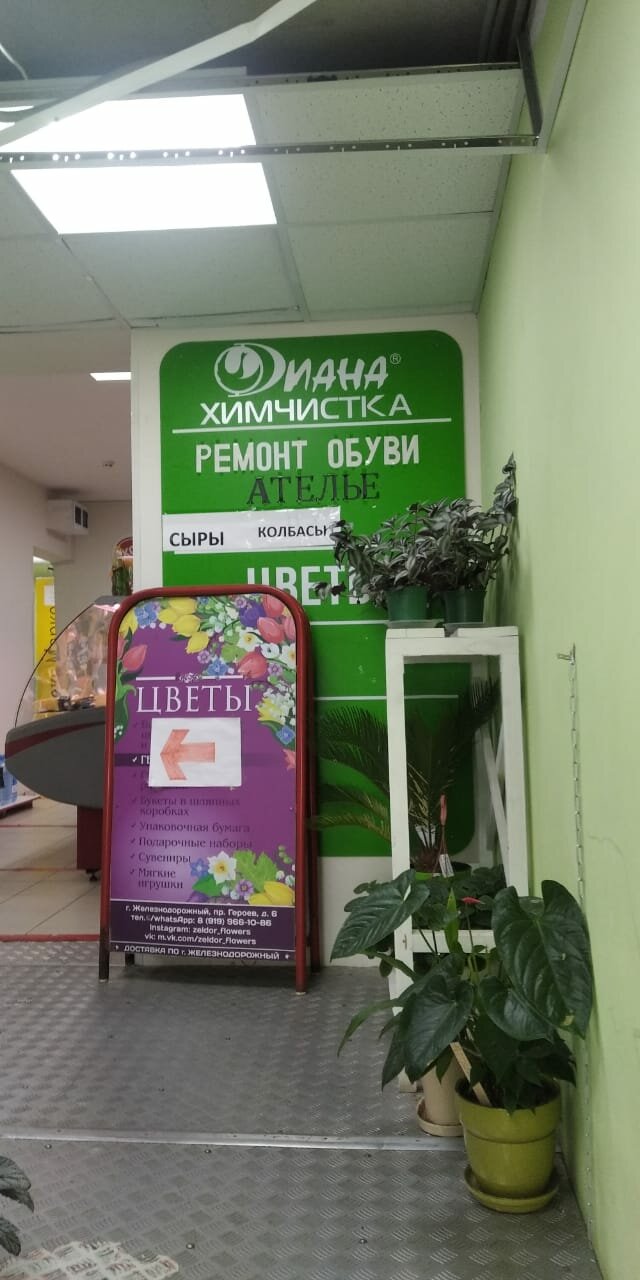 Диана®
ХИМЧИСТКА
РЕМОНТ ОБУВИ
АТЕЛЬЕ
СЫРЫ КОЛБАСЫ
ЦВЕТЫ
ЦВЕТЫ
Букеты в шляпных
коробках
Упаковочная бумага
Подарочные наборы
Сувениры
Мягкие
игрушки
г. Железнодорожный, пр. Героев, д. 6
тел./whatsApp: 8 (919) 966-10-86
Instagram: zeldor_flowers
vk: m.vk.com/zeldor_flowers
ДОСТАВКА ПО г. ЖЕЛЕЗНОДОРОЖНЫЙ